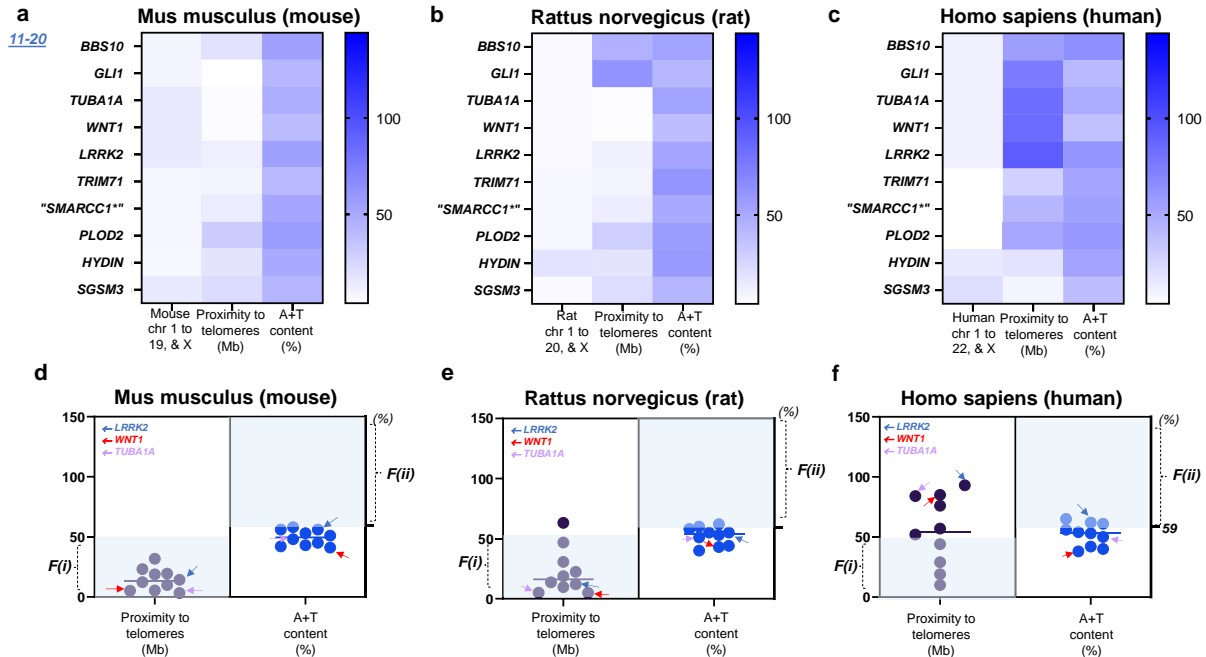 a
Mus musculus (mouse)
11-20
BBS10
GLI1
TUBA1A
WNT1
LRRK2
TRIM71
"SMARCC1*"
PLOD2
HYDIN
SGSM3
100
50
Mouse
chr 1 to
19, & X
Proximity to
telomeres
(Mb)
A+T
content
(%)
b
Rattus norvegicus (rat)
BBS10
GLI1
TUBA1A
WNT1
LRRK2
TRIM71
"SMARCC1*"
PLOD2
HYDIN
SGSM3
100
50
Rat
chr 1 to
20, & X
Proximity to
telomeres
(Mb)
A+T
content
(%)
c
Homo sapiens (human)
BBS10
GLI1
TUBA1A
WNT1
LRRK2
TRIM71
"SMARCC1*"
PLOD2
HYDIN
SGSM3
100
50
Human
chr 1 to
22, & X
Proximity to
telomeres
(Mb)
A+T
content
(%)
d
Mus musculus (mouse)
150
100
50
0
F(i)
LRRK2
WNT1
TUBA1A
(%)
F(ii)
Proximity to
telomeres
(Mb)
A+T
content
(%)
e
Rattus norvegicus (rat)
150
100
50
0
F(i)
LRRK2
WNT1
TUBA1A
(%)
F(ii)
Proximity to
telomeres
(Mb)
A+T
content
(%)
f
Homo sapiens (human)
150
100
50
0
F(i)
LRRK2
WNT1
TUBA1A
(%)
F(ii)
59
Proximity to
telomeres
(Mb)
A+T
content
(%)